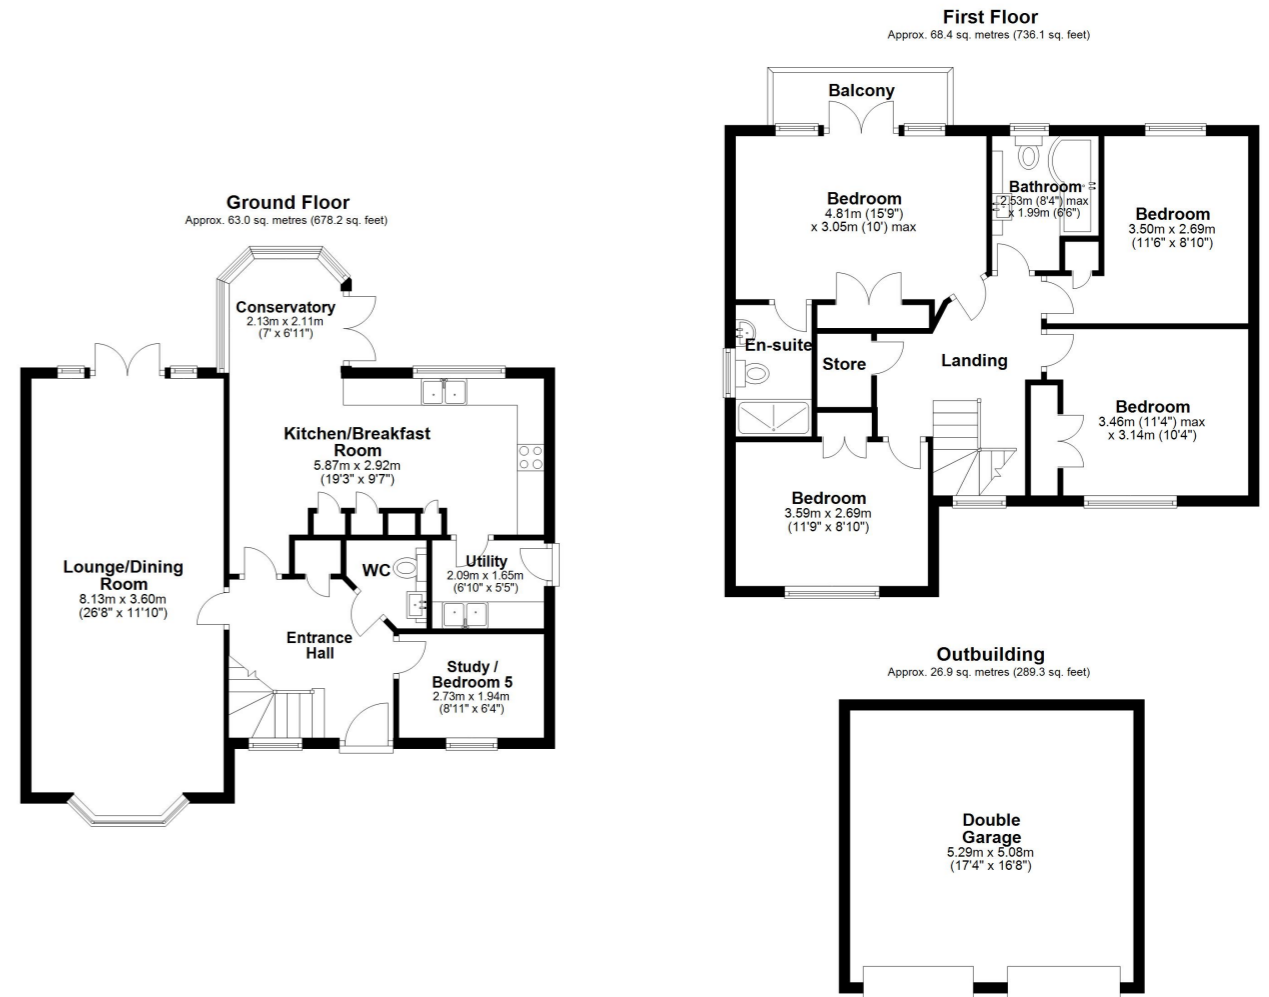 First Floor
Approx. 68.4 sq. metres (736.1 sq. feet)
Balcony
Bedroom
4.81m (15'9")
x 3.05m (10') max
Bathroom
2.53m (8'4") max
x 1.99m (6'6")
Bedroom
3.50m x 2.69m
(11'6" x 8'10")
En-suite
Store
Landing
Bedroom
3.46m (11'4") max
x 3.14m (10'4")
Bedroom
3.59m x 2.69m
(11'9" x 8'10")
Ground Floor
Approx. 63.0 sq. metres (678.2 sq. feet)
Conservatory
2.13m x 2.11m
(7' x 6'11")
Kitchen/Breakfast
Room
5.87m x 2.92m
(19'3" x 9'7")
Lounge/Dining
Room
8.13m x 3.60m
(26'8" x 11'10")
WC
Utility
2.09m x 1.65m
(6'10" x 5'5")
Entrance
Hall
Study /
Bedroom 5
2.73m x 1.94m
(8'11" x 6'4")
Outbuilding
Approx. 26.9 sq. metres (289.3 sq. feet)
Double
Garage
5.29m x 5.08m
(17'4" x 16'8")